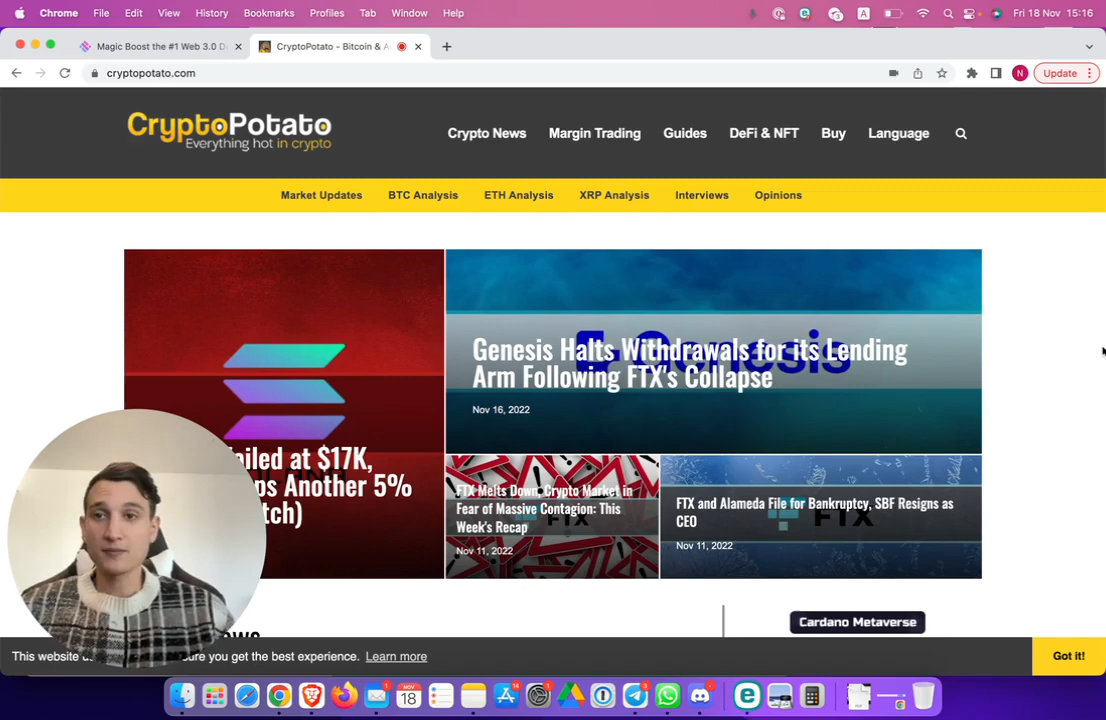 Chrome File Edit View History Bookmarks Profiles Tab Window Help
3 A Fri 18 Nov 15:16
Magic Boost the #1 Web 3.0 D CryptoPotato - Bitcoin & A
cryptopotato.com N Update
CryptoPotato
Everything hot in crypto
Crypto News Margin Trading Guides DeFi & NFT Buy Language
Market Updates BTC Analysis ETH Analysis XRP Analysis Interviews Opinions
Genesis
Genesis Halts Withdrawals for its Lending
Arm Following FTX's Collapse
Nov 16, 2022
ailed at $17K,
ps Another 5%
tch)
FTX Melts Down, Crypto Market in
Fear of Massive Contagion: This
Week's Recap
Nov 11, 2022
FTX
FTX and Alameda File for Bankruptcy, SBF Resigns as
CEO
Nov 11, 2022
Cardano Metaverse
This website u sure you get the best experience. Learn more
Got it!
NOV
18